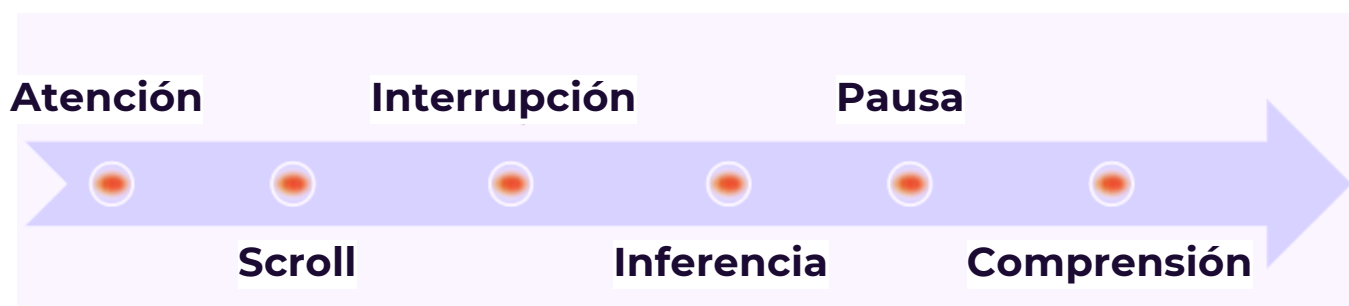 Atención
Interrupción
Pausa
Scroll
Inferencia
Comprensión